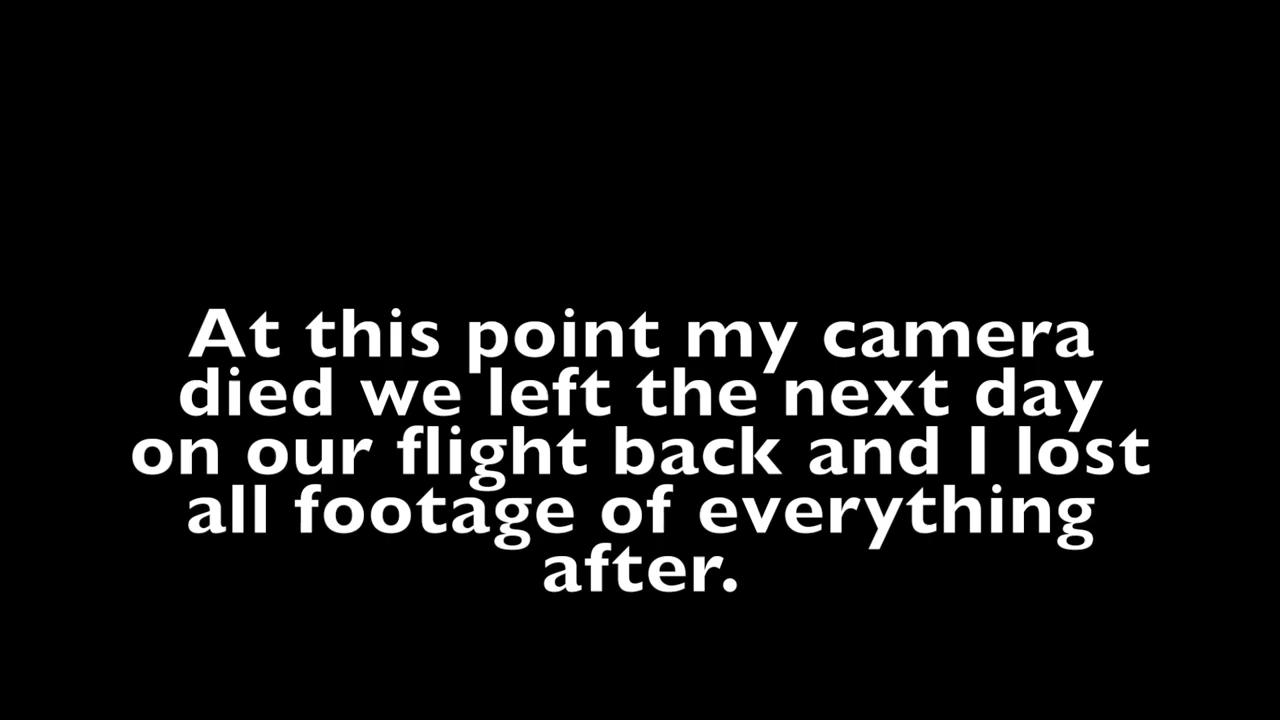 At this point my camera
died we left the next day
on our flight back and I lost
all footage of everything
after.